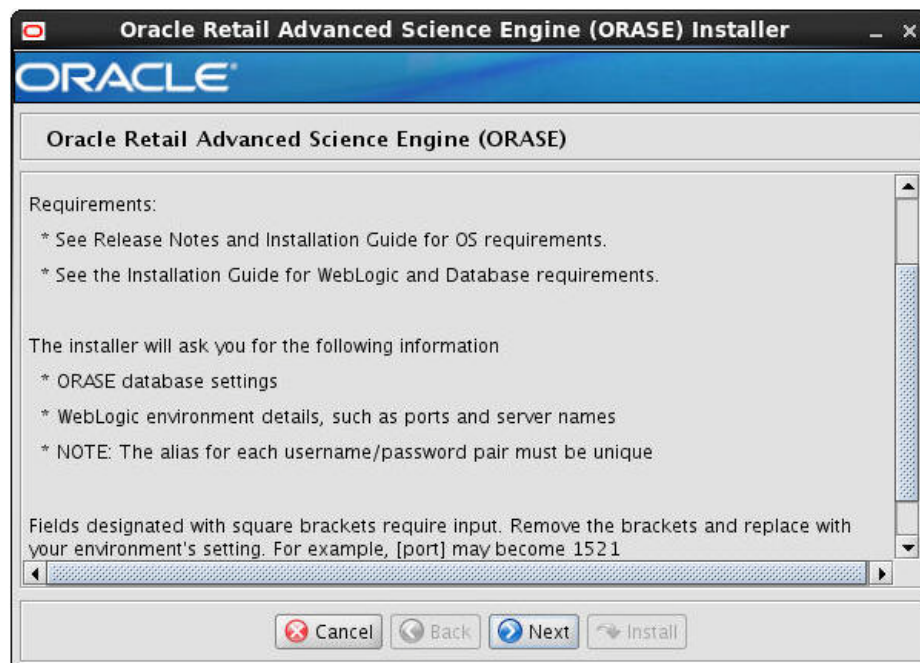 Oracle Retail Advanced Science Engine (ORASE) Installer
ORACLE
Oracle Retail Advanced Science Engine (ORASE)
Requirements:
* See Release Notes and Installation Guide for OS requirements.
* See the Installation Guide for WebLogic and Database requirements.
The installer will ask you for the following information
* ORASE database settings
* WebLogic environment details, such as ports and server names
* NOTE: The alias for each username/password pair must be unique
Fields designated with square brackets require input. Remove the brackets and replace with
your environment's setting. For example, [port] may become 1521
Cancel Back Next Install